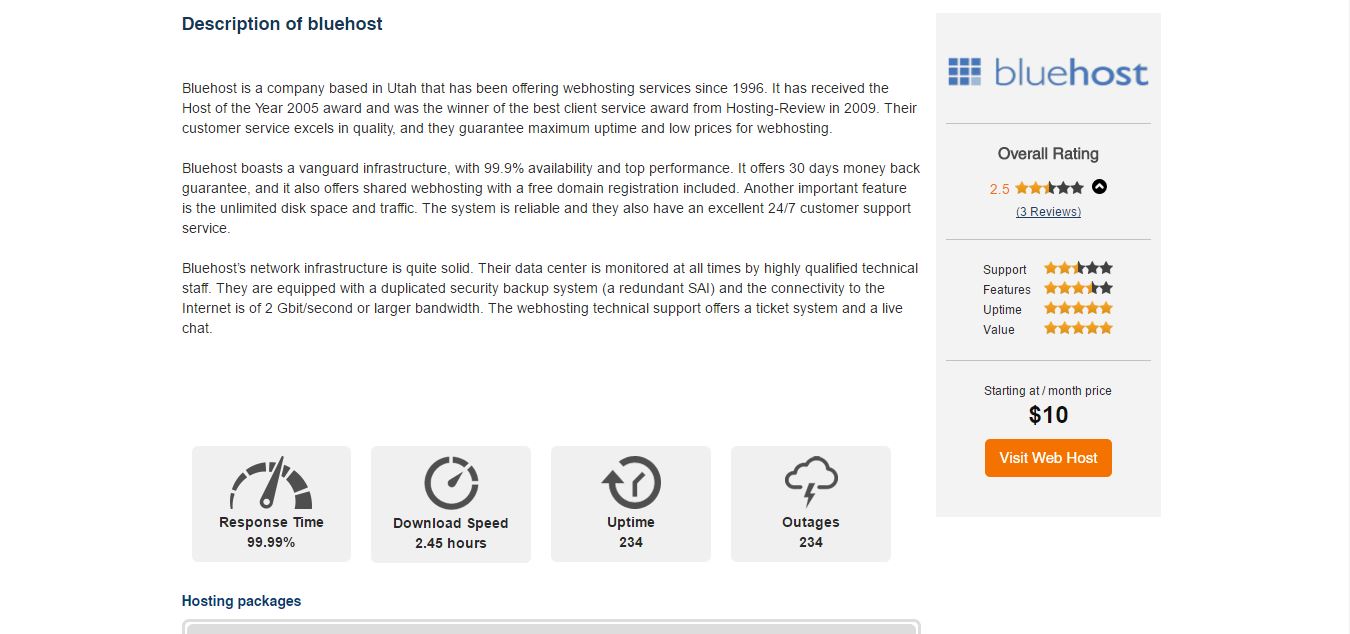 Description of bluehost
Bluehost is a company based in Utah that has been offering webhosting services since 1996. It has received the
Host of the Year 2005 award and was the winner of the best client service award from Hosting-Review in 2009. Their
customer service excels in quality, and they guarantee maximum uptime and low prices for webhosting.
Bluehost boasts a vanguard infrastructure, with 99.9% availability and top performance. It offers 30 days money back
guarantee, and it also offers shared webhosting with a free domain registration included. Another important feature
is the unlimited disk space and traffic. The system is reliable and they also have an excellent 24/7 customer support
service.
Bluehost’s network infrastructure is quite solid. Their data center is monitored at all times by highly qualified technical
staff. They are equipped with a duplicated security backup system (a redundant SAI) and the connectivity to the
Internet is of 2 Gbit/second or larger bandwidth. The webhosting technical support offers a ticket system and a live
chat.
Response Time
99.99%
Download Speed
2.45 hours
Uptime
234
Outages
234
Hosting packages
bluehost
Overall Rating
2.5
(3 Reviews)
Support
Features
Uptime
Value
Starting at / month price
$10
Visit Web Host